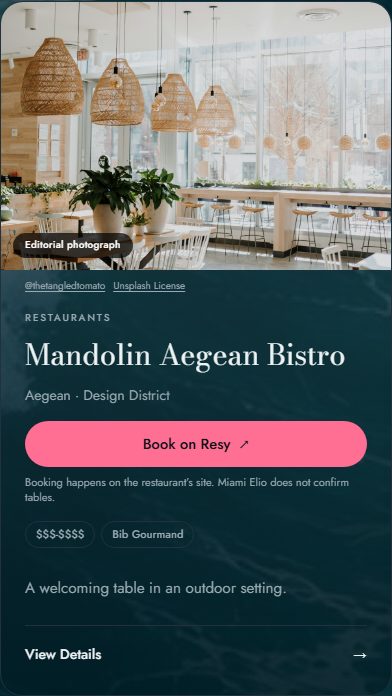 Editorial photograph
@thetangledtomato Unsplash License
RESTAURANTS
Mandolin Aegean Bistro
Aegean · Design District
Book on Resy ↗
Booking happens on the restaurant's site. Miami Elio does not confirm
tables.
$$$-$$$$ Bib Gourmand
A welcoming table in an outdoor setting.
View Details →